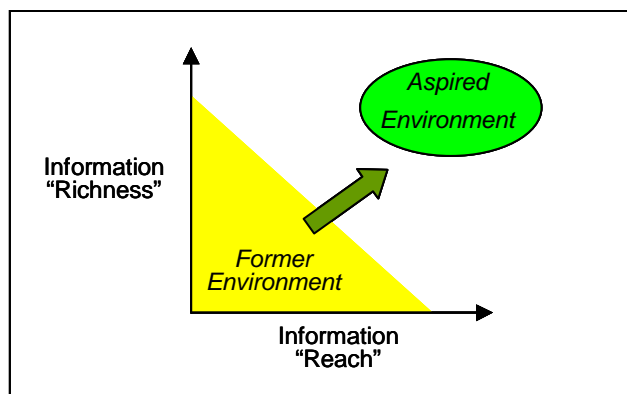 Aspired
Environment
Information
“Richness”
Former
Environment
Information
“Reach”